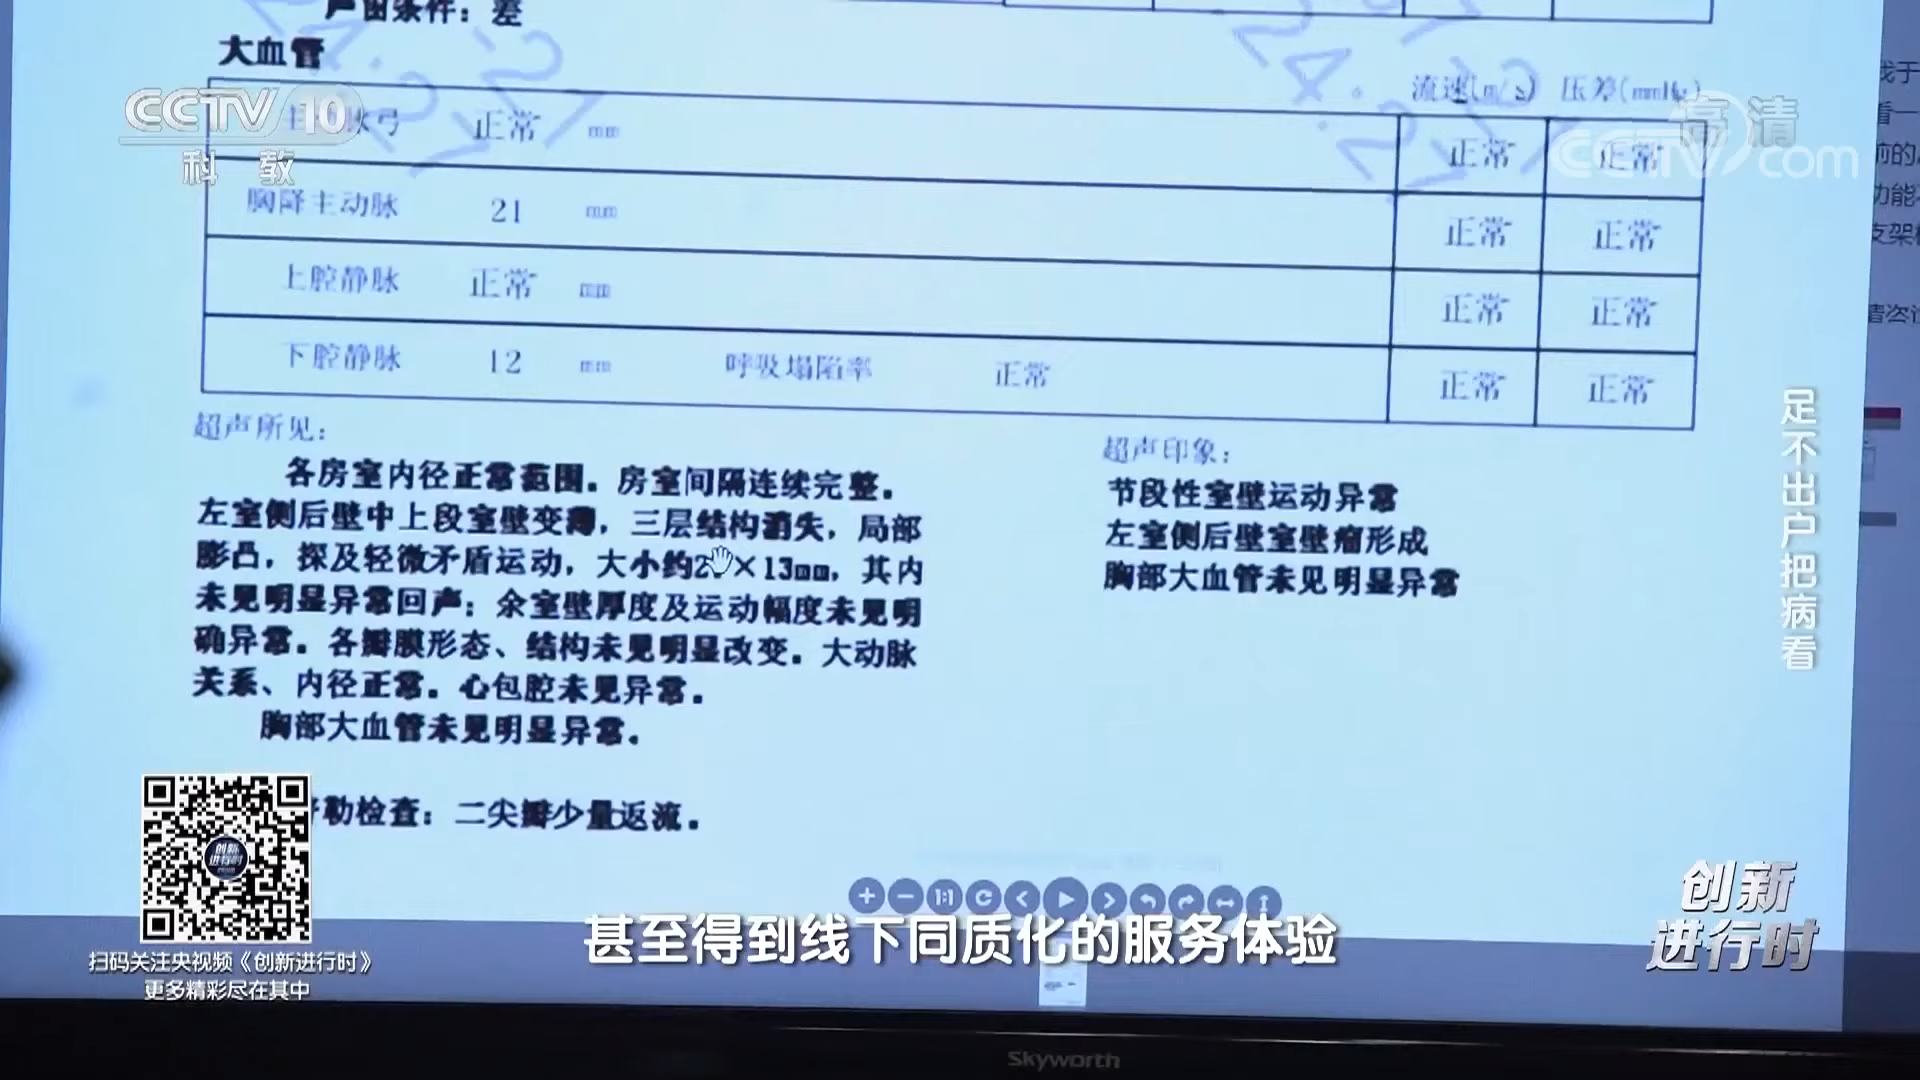 声窗条件：差
大血管
流速(m/s) 压差(mmHg)
正常 mm 正常 正常
胸降主动脉 21 mm 正常 正常
上腔静脉 正常 mm 正常 正常
下腔静脉 12 mm 呼吸塌陷率 正常 正常 正常
超声所见：
各房室内径正常范围。房室间隔连续完整。
左室侧后壁中上段室壁变薄，三层结构消失，局部
膨凸，探及轻微矛盾运动，大小约2 ×13mm，其内
未见明显异常回声；余室壁厚度及运动幅度未见明
确异常。各瓣膜形态、结构未见明显改变。大动脉
关系、内径正常。心包腔未见异常。
胸部大血管未见明显异常。
勒检查：二尖瓣少量返流。
超声印象：
节段性室壁运动异常
左室侧后壁室壁瘤形成
胸部大血管未见明显异常
CCTV 10
科教
高清
CCTV com
足不出户把病看
创新
进行时
扫码关注央视频《创新进行时》
更多精彩尽在其中
甚至得到线下同质化的服务体验
1:1
Skyworth